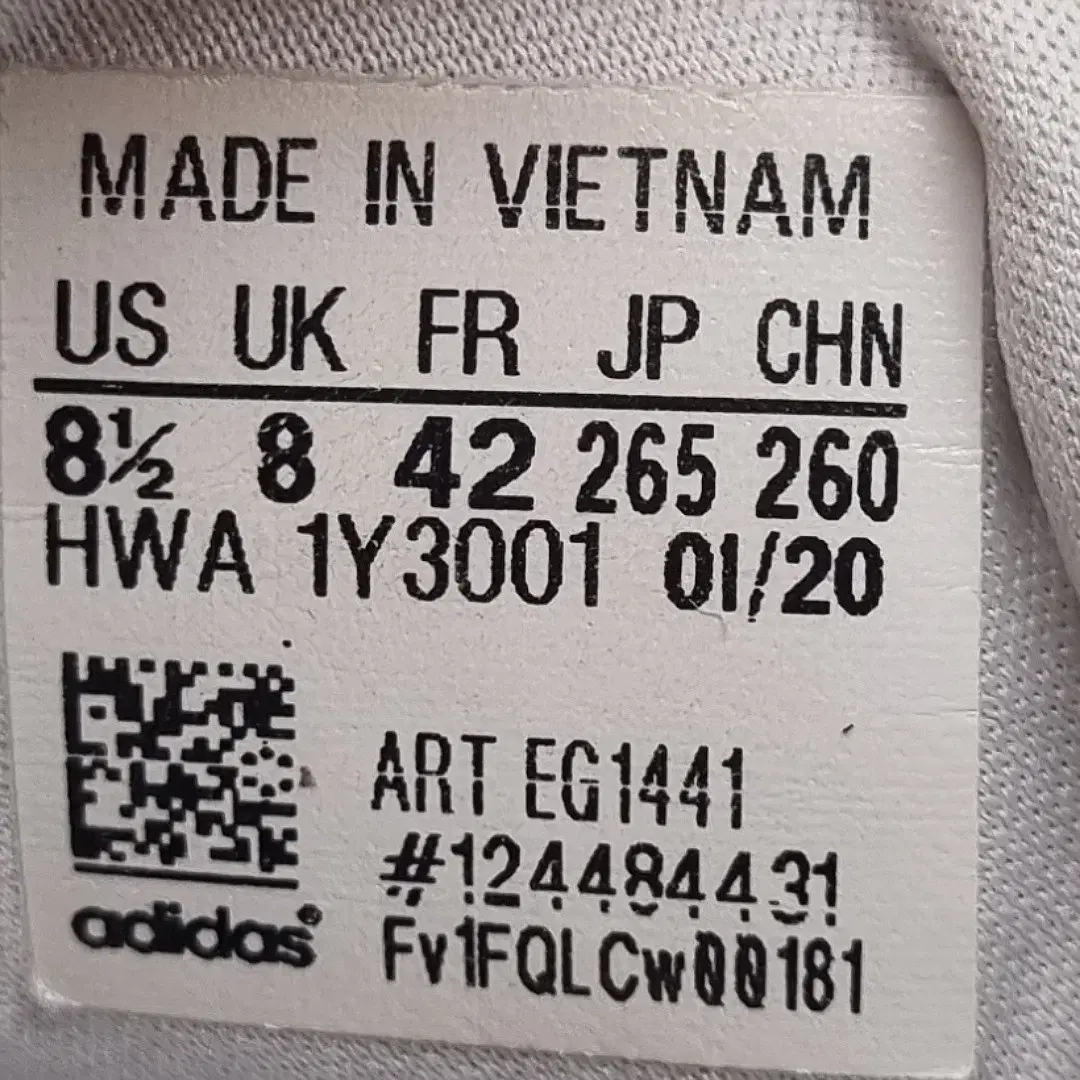 MADE IN VIETNAM
US UK FR JP CHN
8½ 8 42 265 260
HWA 1Y3001 01/20
ART EG1441
#124484431
Fv1FQLCw00181
adidas®